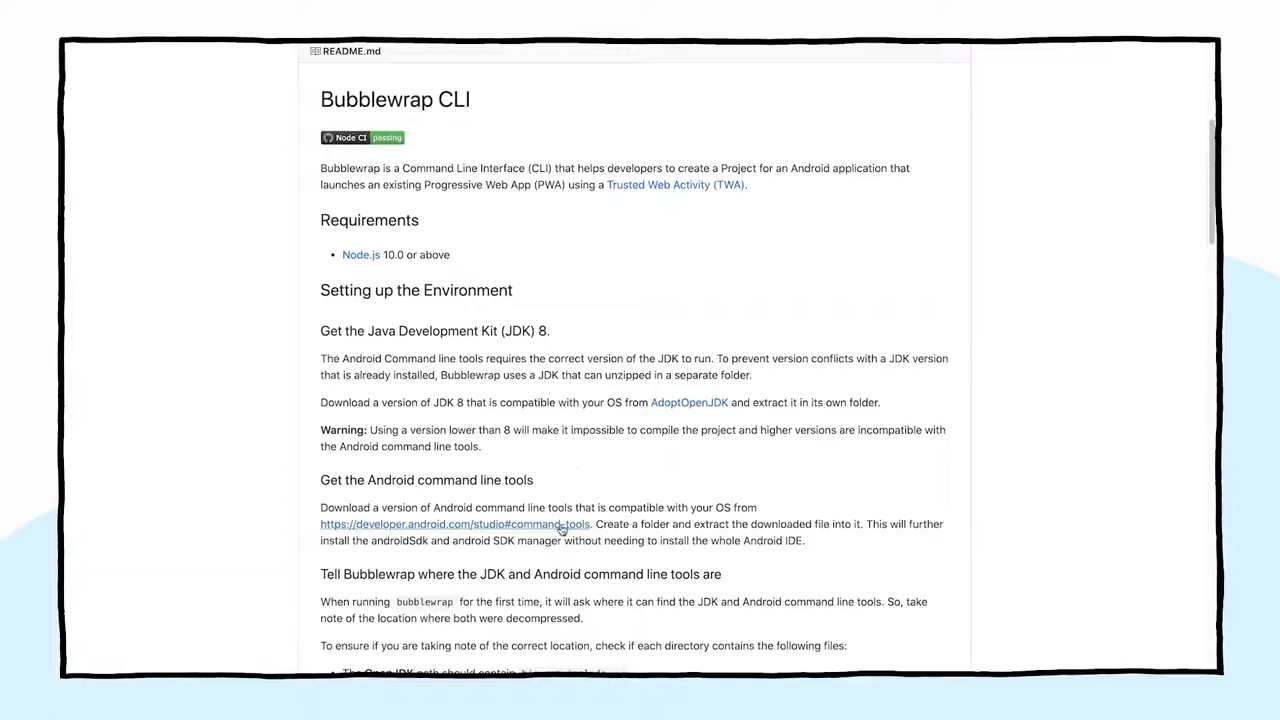 README.md
Bubblewrap CLI
Node CI passing
Bubblewrap is a Command Line Interface (CLI) that helps developers to create a Project for an Android application that
launches an existing Progressive Web App (PWA) using a Trusted Web Activity (TWA).
Requirements
• Node.js 10.0 or above
Setting up the Environment
Get the Java Development Kit (JDK) 8.
The Android Command line tools requires the correct version of the JDK to run. To prevent version conflicts with a JDK version
that is already installed, Bubblewrap uses a JDK that can unzipped in a separate folder.
Download a version of JDK 8 that is compatible with your OS from AdoptOpenJDK and extract it in its own folder.
Warning: Using a version lower than 8 will make it impossible to compile the project and higher versions are incompatible with
the Android command line tools.
Get the Android command line tools
Download a version of Android command line tools that is compatible with your OS from
https://developer.android.com/studio#command-tools. Create a folder and extract the downloaded file into it. This will further
install the androidSdk and android SDK manager without needing to install the whole Android IDE.
Tell Bubblewrap where the JDK and Android command line tools are
When running bubblewrap for the first time, it will ask where it can find the JDK and Android command line tools. So, take
note of the location where both were decompressed.
To ensure if you are taking note of the correct location, check if each directory contains the following files:
• The Open JDK path should contain